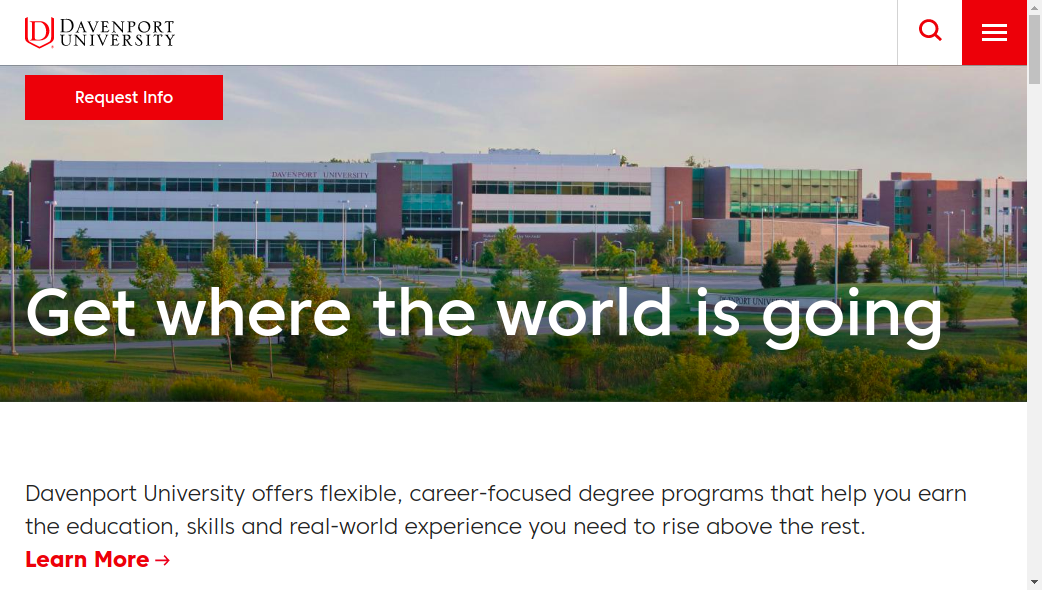 DAVENPORT
UNIVERSITY
Request Info
DAVENPORT UNIVERSITY
Get where the world is going
Davenport University offers flexible, career-focused degree programs that help you earn
the education, skills and real-world experience you need to rise above the rest.
Learn More →